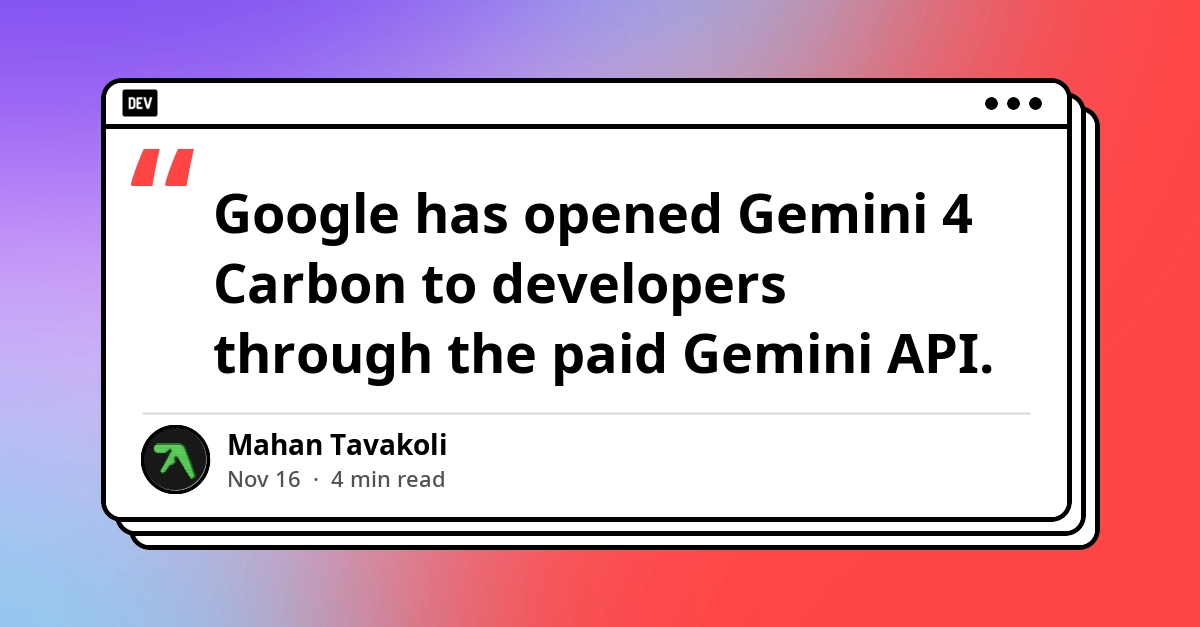 DEV
“
Google has opened Gemini 4
Carbon to developers
through the paid Gemini API.
Mahan Tavakoli
Nov 16 · 4 min read